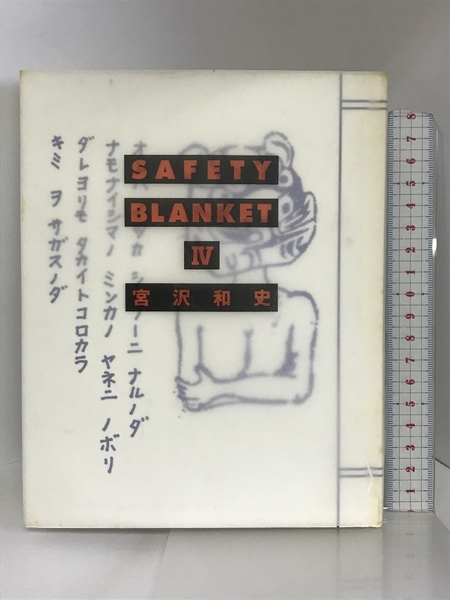 SAFETY
BLANKET
IV
宮沢和史
ナルノダ
ナモナイシマノ ミンカノ ヤネニ ノボリ
ダレヨリモ タカイトコロカラ
キミ ヲ サガスノダ